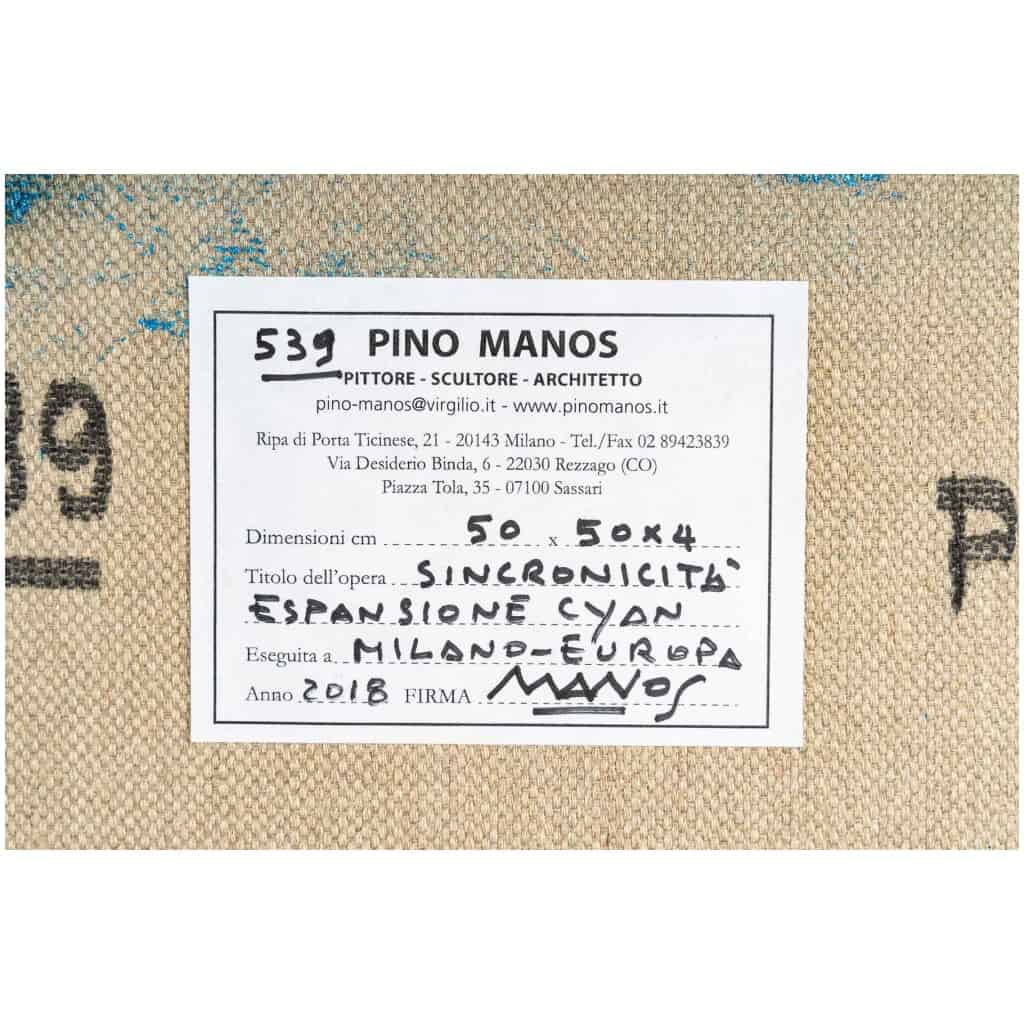 539 PINO MANOS
PITTORE - SCULTORE - ARCHITETTO
pino-manos@virgilio.it - www.pinomanos.it
Ripa di Porta Ticinese, 21 - 20143 Milano - Tel./Fax 02 89423839
Via Desiderio Binda, 6 - 22030 Rezzago (CO)
Piazza Tola, 35 - 07100 Sassari
Dimensioni cm 50 x 50x4
Titolo dell'opera SINCRONICITÀ
ESPANSIONE CYAN
Eseguita a MILANO-EUROPA
Anno 2018 FIRMA MANOS
39
P